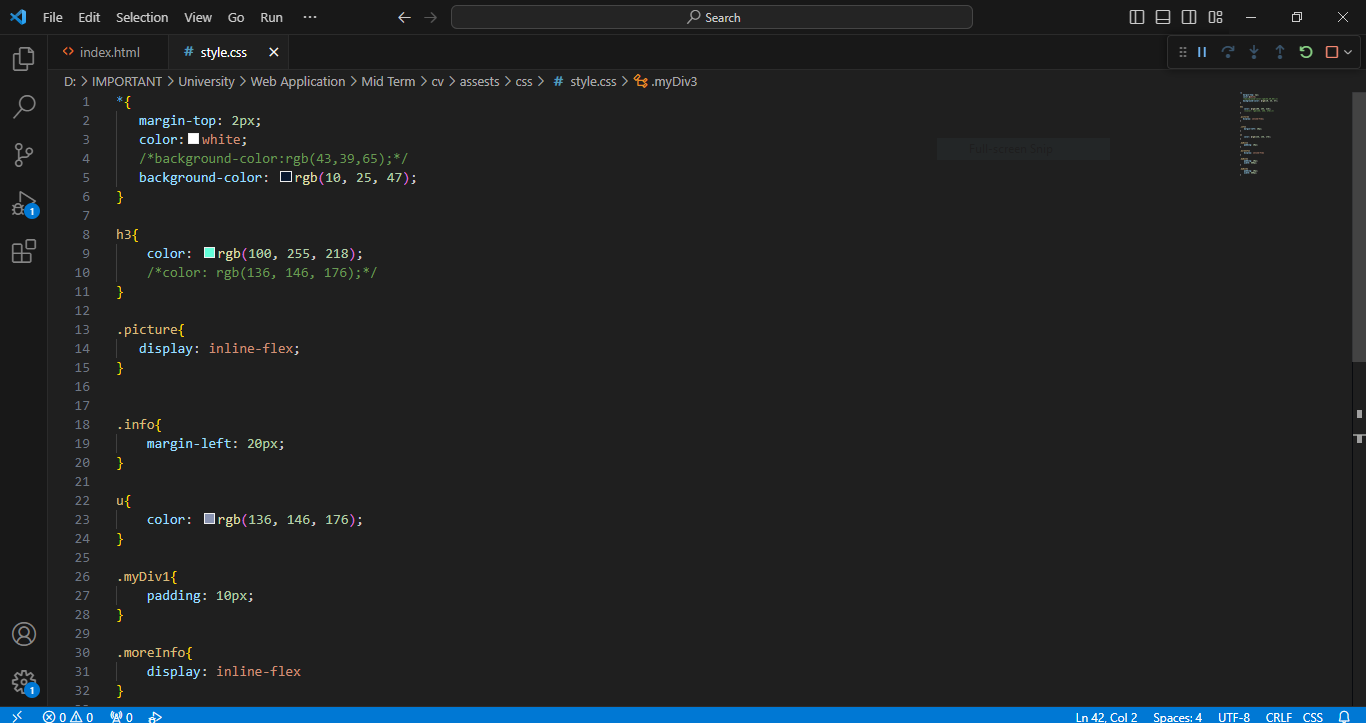 File Edit Selection View Go Run ··· Search
index.html style.css
D: > IMPORTANT > University > Web Application > Mid Term > cv > assests > css > # style.css > .myDiv3
1 *{
2 margin-top: 2px;
3 color: white;
4 /*background-color:rgb(43,39,65);*/
5 background-color: rgb(10, 25, 47);
6 }
7
8 h3{
9 color: rgb(100, 255, 218);
10 /*color: rgb(136, 146, 176);*/
11 }
12
13 .picture{
14 display: inline-flex;
15 }
16
17
18 .info{
19 margin-left: 20px;
20 }
21
22 u{
23 color: rgb(136, 146, 176);
24 }
25
26 .myDiv1{
27 padding: 10px;
28 }
29
30 .moreInfo{
31 display: inline-flex
32 }
Full-screen Snip
1
1
0 0 0 Ln 42, Col 2 Spaces: 4 UTF-8 CRLF CSS